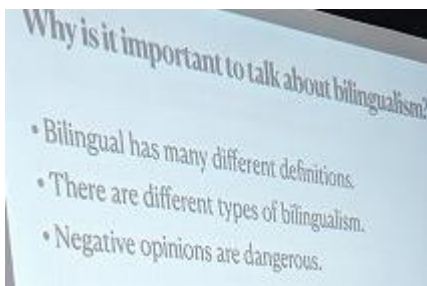 Why is it important to talk about bilingualism?
• Bilingual has many different definitions.
• There are different types of bilingualism.
• Negative opinions are dangerous.